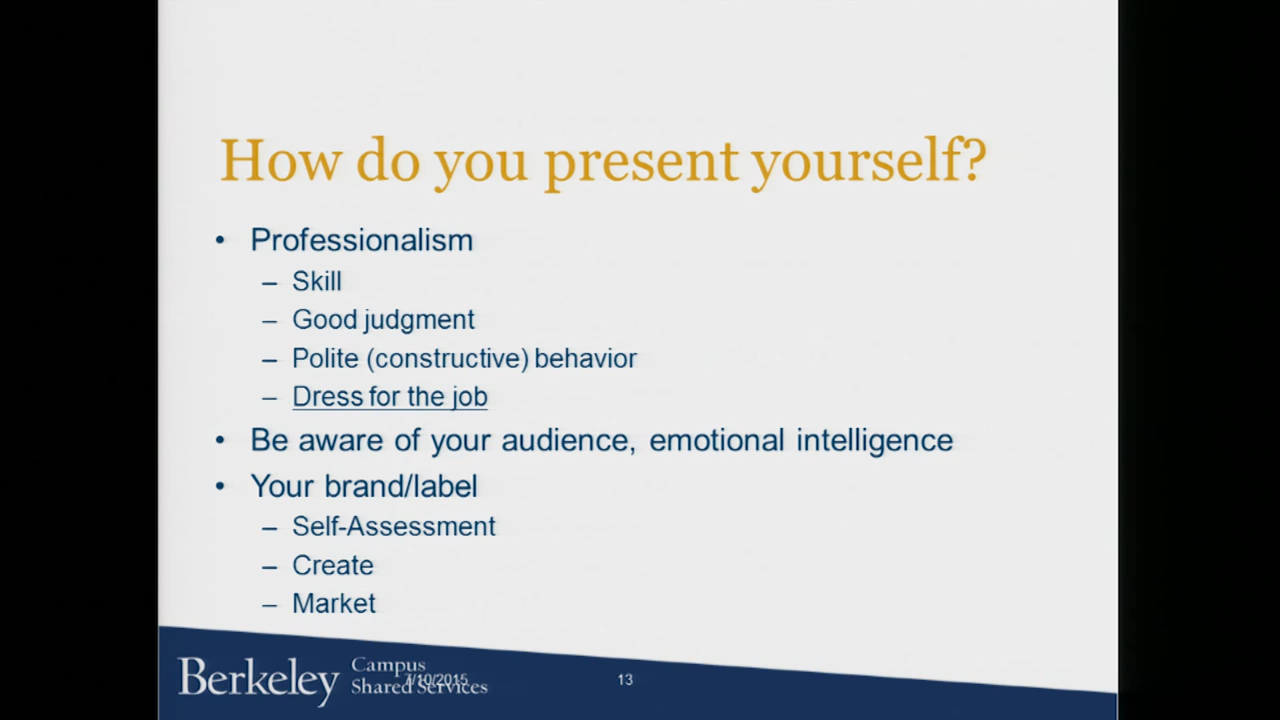 How do you present yourself?
• Professionalism
– Skill
– Good judgment
– Polite (constructive) behavior
– Dress for the job
• Be aware of your audience, emotional intelligence
• Your brand/label
– Self-Assessment
– Create
– Market
Berkeley Campus
Shared Services
7/10/2015
13